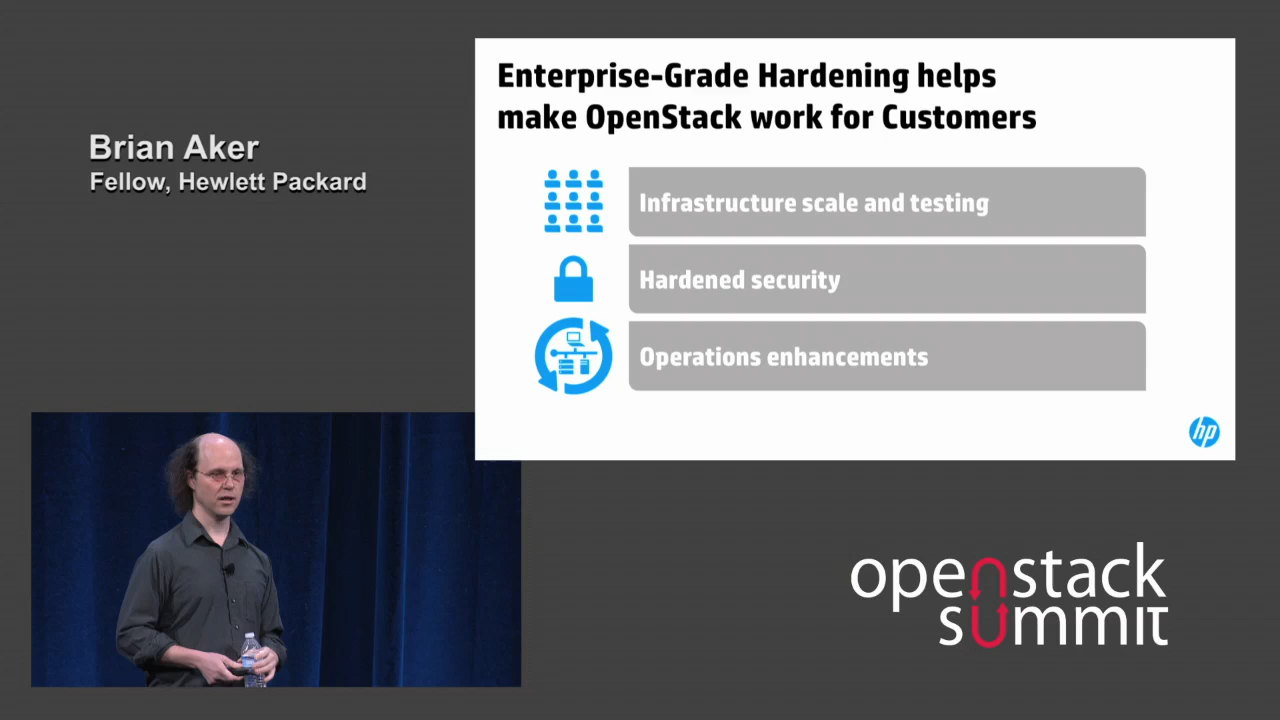 Brian Aker
Fellow, Hewlett Packard
Enterprise-Grade Hardening helps
make OpenStack work for Customers
Infrastructure scale and testing
Hardened security
Operations enhancements
hp
openstack
summit